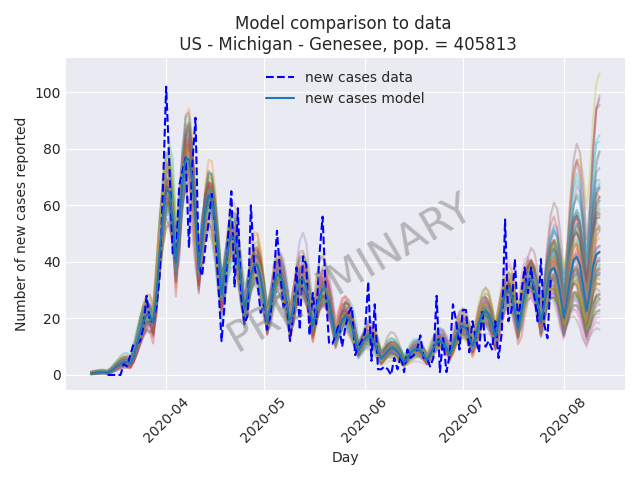 Model comparison to data
US - Michigan - Genesee, pop. = 405813
new cases data
new cases model
PRELIMINARY
Number of new cases reported
100
80
60
40
20
0
2020-04
2020-05
2020-06
2020-07
2020-08
Day